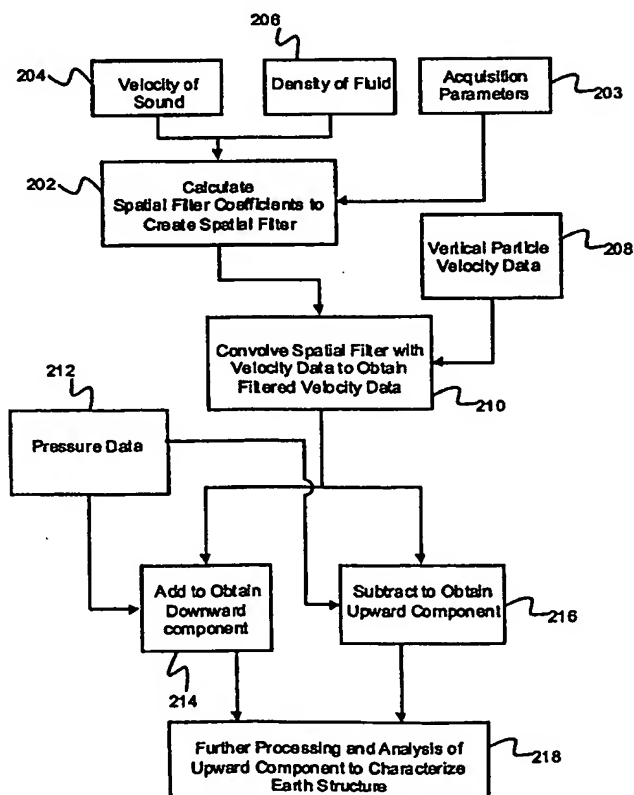 206
204
Velocity of
Sound
Density of Fluid
Acquisition
Parameters
203
202
Calculate
Spatial Filter Coefficients to
Create Spatial Filter
Vertical Particle
Velocity Data
208
Convolve Spatial Filter with
Velocity Data to Obtain
Filtered Velocity Data
210
212
Pressure Data
Add to Obtain
Downward
component
214
Subtract to Obtain
Upward Component
216
Further Processing and Analysis of
Upward Component to Characterize
Earth Structure
218